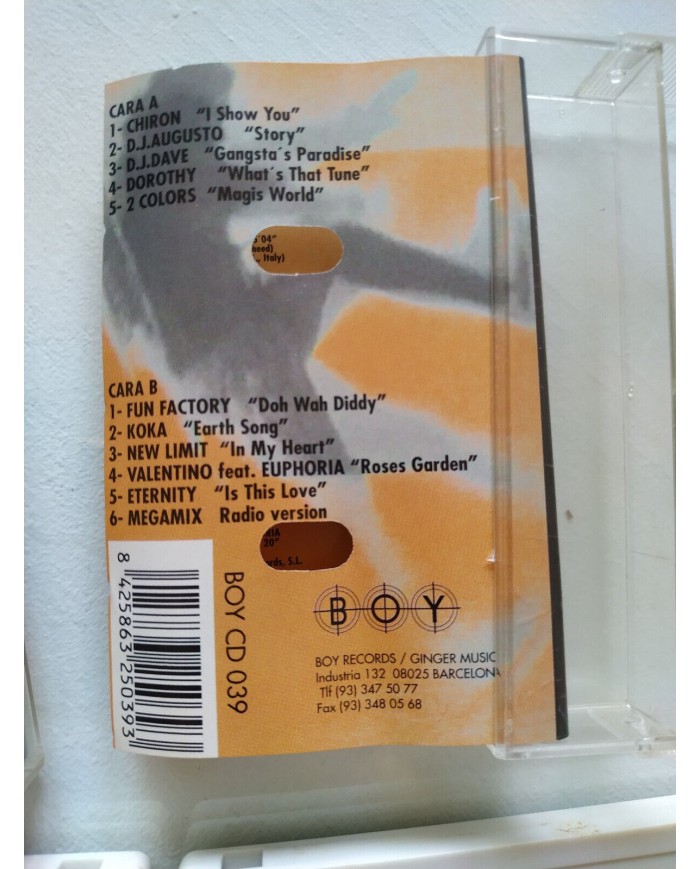 CARA A
1- CHIRON "I Show You"
2- D.J.AUGUSTO "Story"
3- D.J.DAVE "Gangsta´s Paradise"
4- DOROTHY "What´s That Tune"
5- 2 COLORS "Magis World"
04"
Italy)
CARA B
1- FUN FACTORY "Doh Wah Diddy"
2- KOKA "Earth Song"
3- NEW LIMIT "In My Heart"
4- VALENTINO feat. EUPHORIA "Roses Garden"
5- ETERNITY "Is This Love"
6- MEGAMIX Radio version
20"
S.L.
8 425863 250393
BOY CD 039
BOY
BOY RECORDS / GINGER MUSIC
Industria 132 08025 BARCELONA
Tlf (93) 347 50 77
Fax (93) 348 05 68